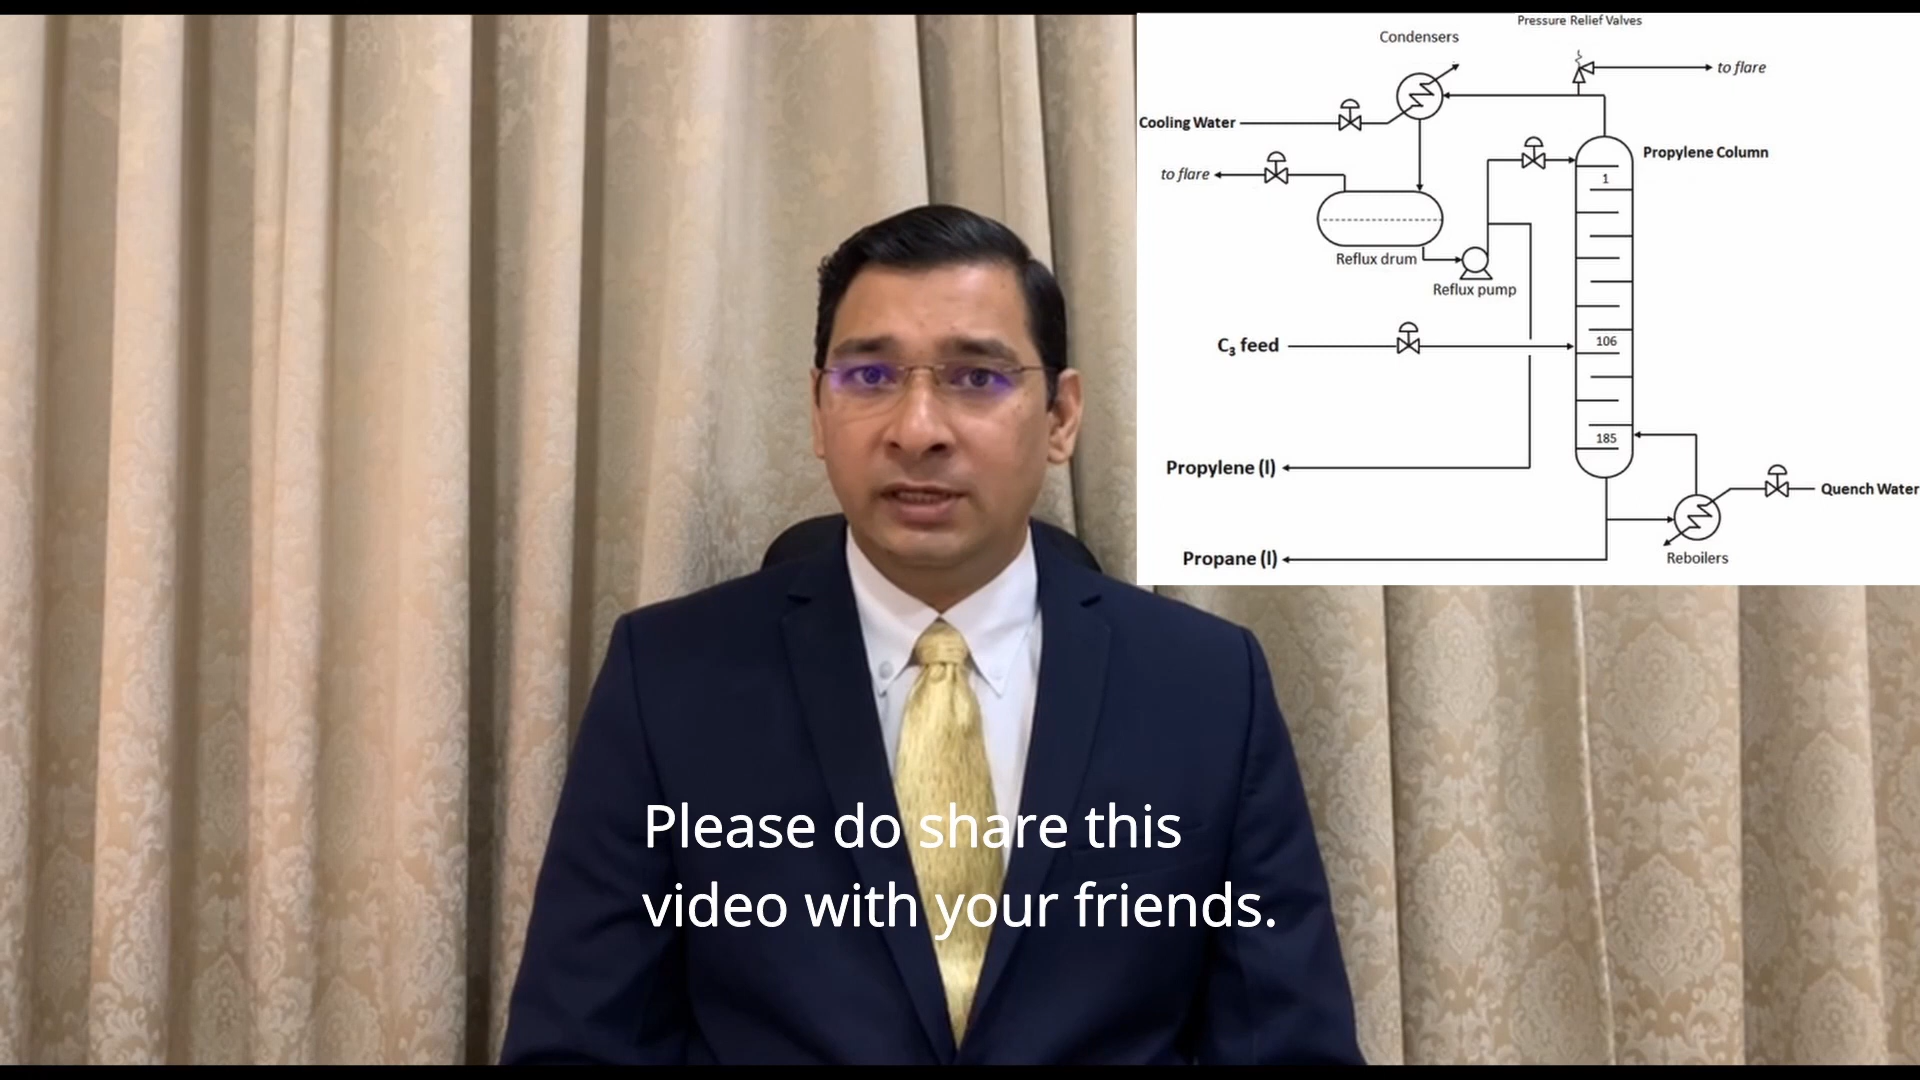 Pressure Relief Valves
Condensers
to flare
Cooling Water
Propylene Column
to flare
1
Reflux drum
Reflux pump
C₃ feed
106
185
Propylene (l)
Quench Water
Propane (l)
Reboilers
Please do share this
video with your friends.